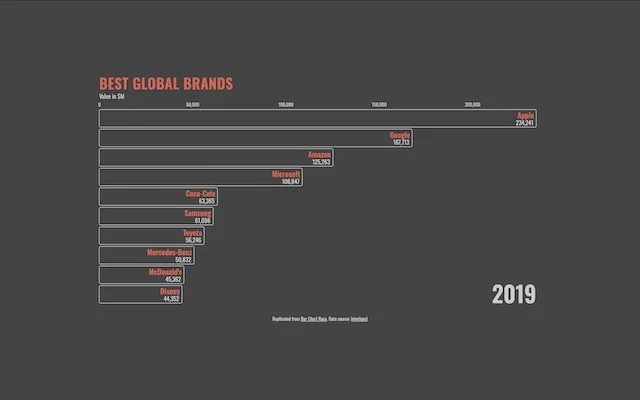 BEST GLOBAL BRANDS
Value in $M
0 50,000 100,000 150,000 200,000
Apple
234,241
Google
167,713
Amazon
125,263
Microsoft
108,847
Coca-Cola
63,365
Samsung
61,098
Toyota
56,246
Mercedes-Benz
50,832
McDonald's
45,362
Disney
44,352
2019
Replicated from Bar Chart Race. Data source: Interbrand